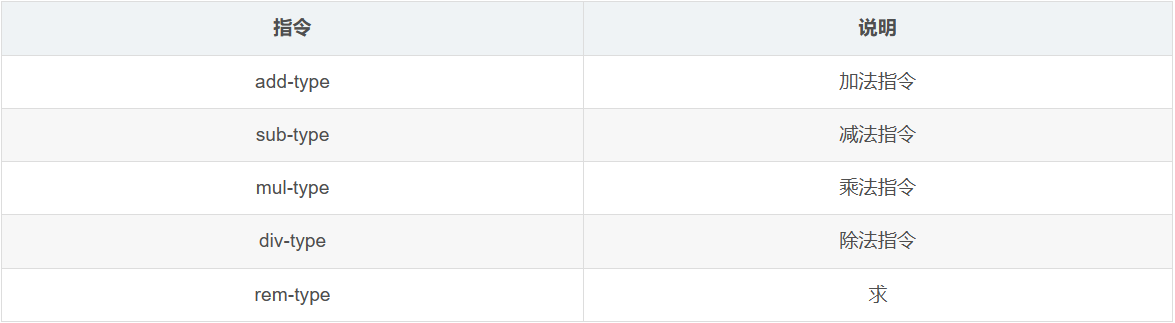 指令 说明
add-type 加法指令
sub-type 减法指令
mul-type 乘法指令
div-type 除法指令
rem-type 求